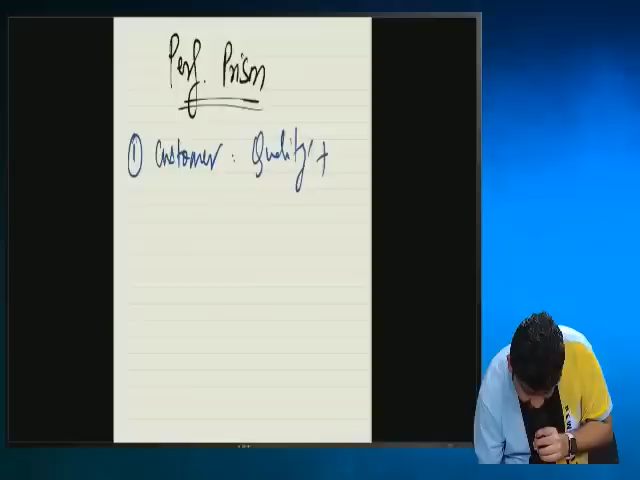 Perf. Prism
① Customer : Quality +